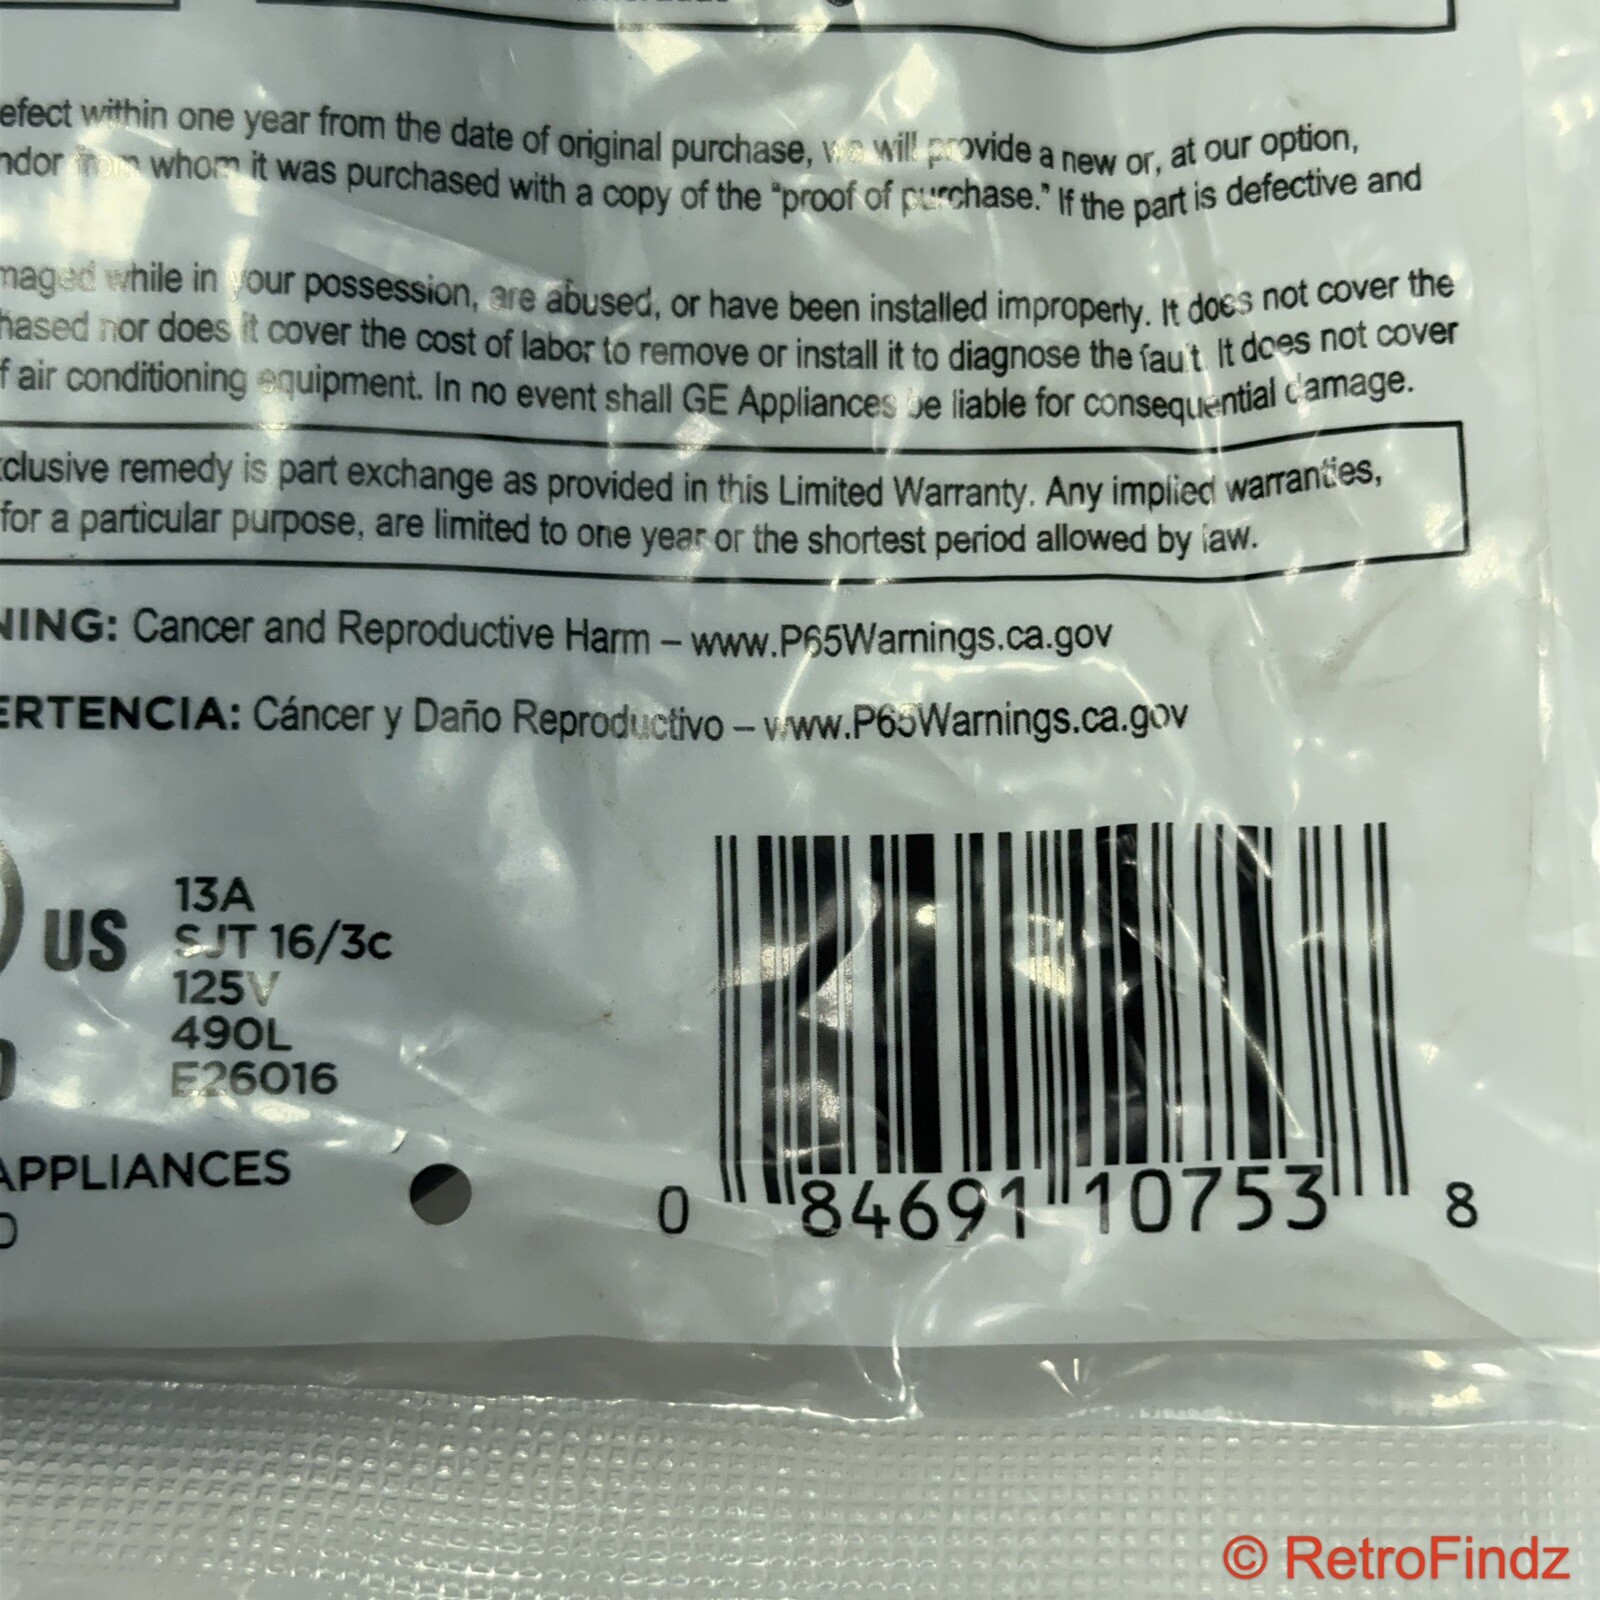 efect within one year from the date of original purchase, we will provide a new or, at our option,
ndor from whom it was purchased with a copy of the "proof of purchase." If the part is defective and
maged while in your possession, are abused, or have been installed improperly. It does not cover the
hased nor does it cover the cost of labor to remove or install it to diagnose the fault. It does not cover
f air conditioning equipment. In no event shall GE Appliances be liable for consequential damage.
clusive remedy is part exchange as provided in this Limited Warranty. Any implied warranties,
for a particular purpose, are limited to one year or the shortest period allowed by law.
NING: Cancer and Reproductive Harm – www.P65Warnings.ca.gov
ERTENCIA: Cáncer y Daño Reproductivo – www.P65Warnings.ca.gov
US
13A
SJT 16/3c
125V
490L
E26016
APPLIANCES
0 84691 10753 8
© RetroFindz